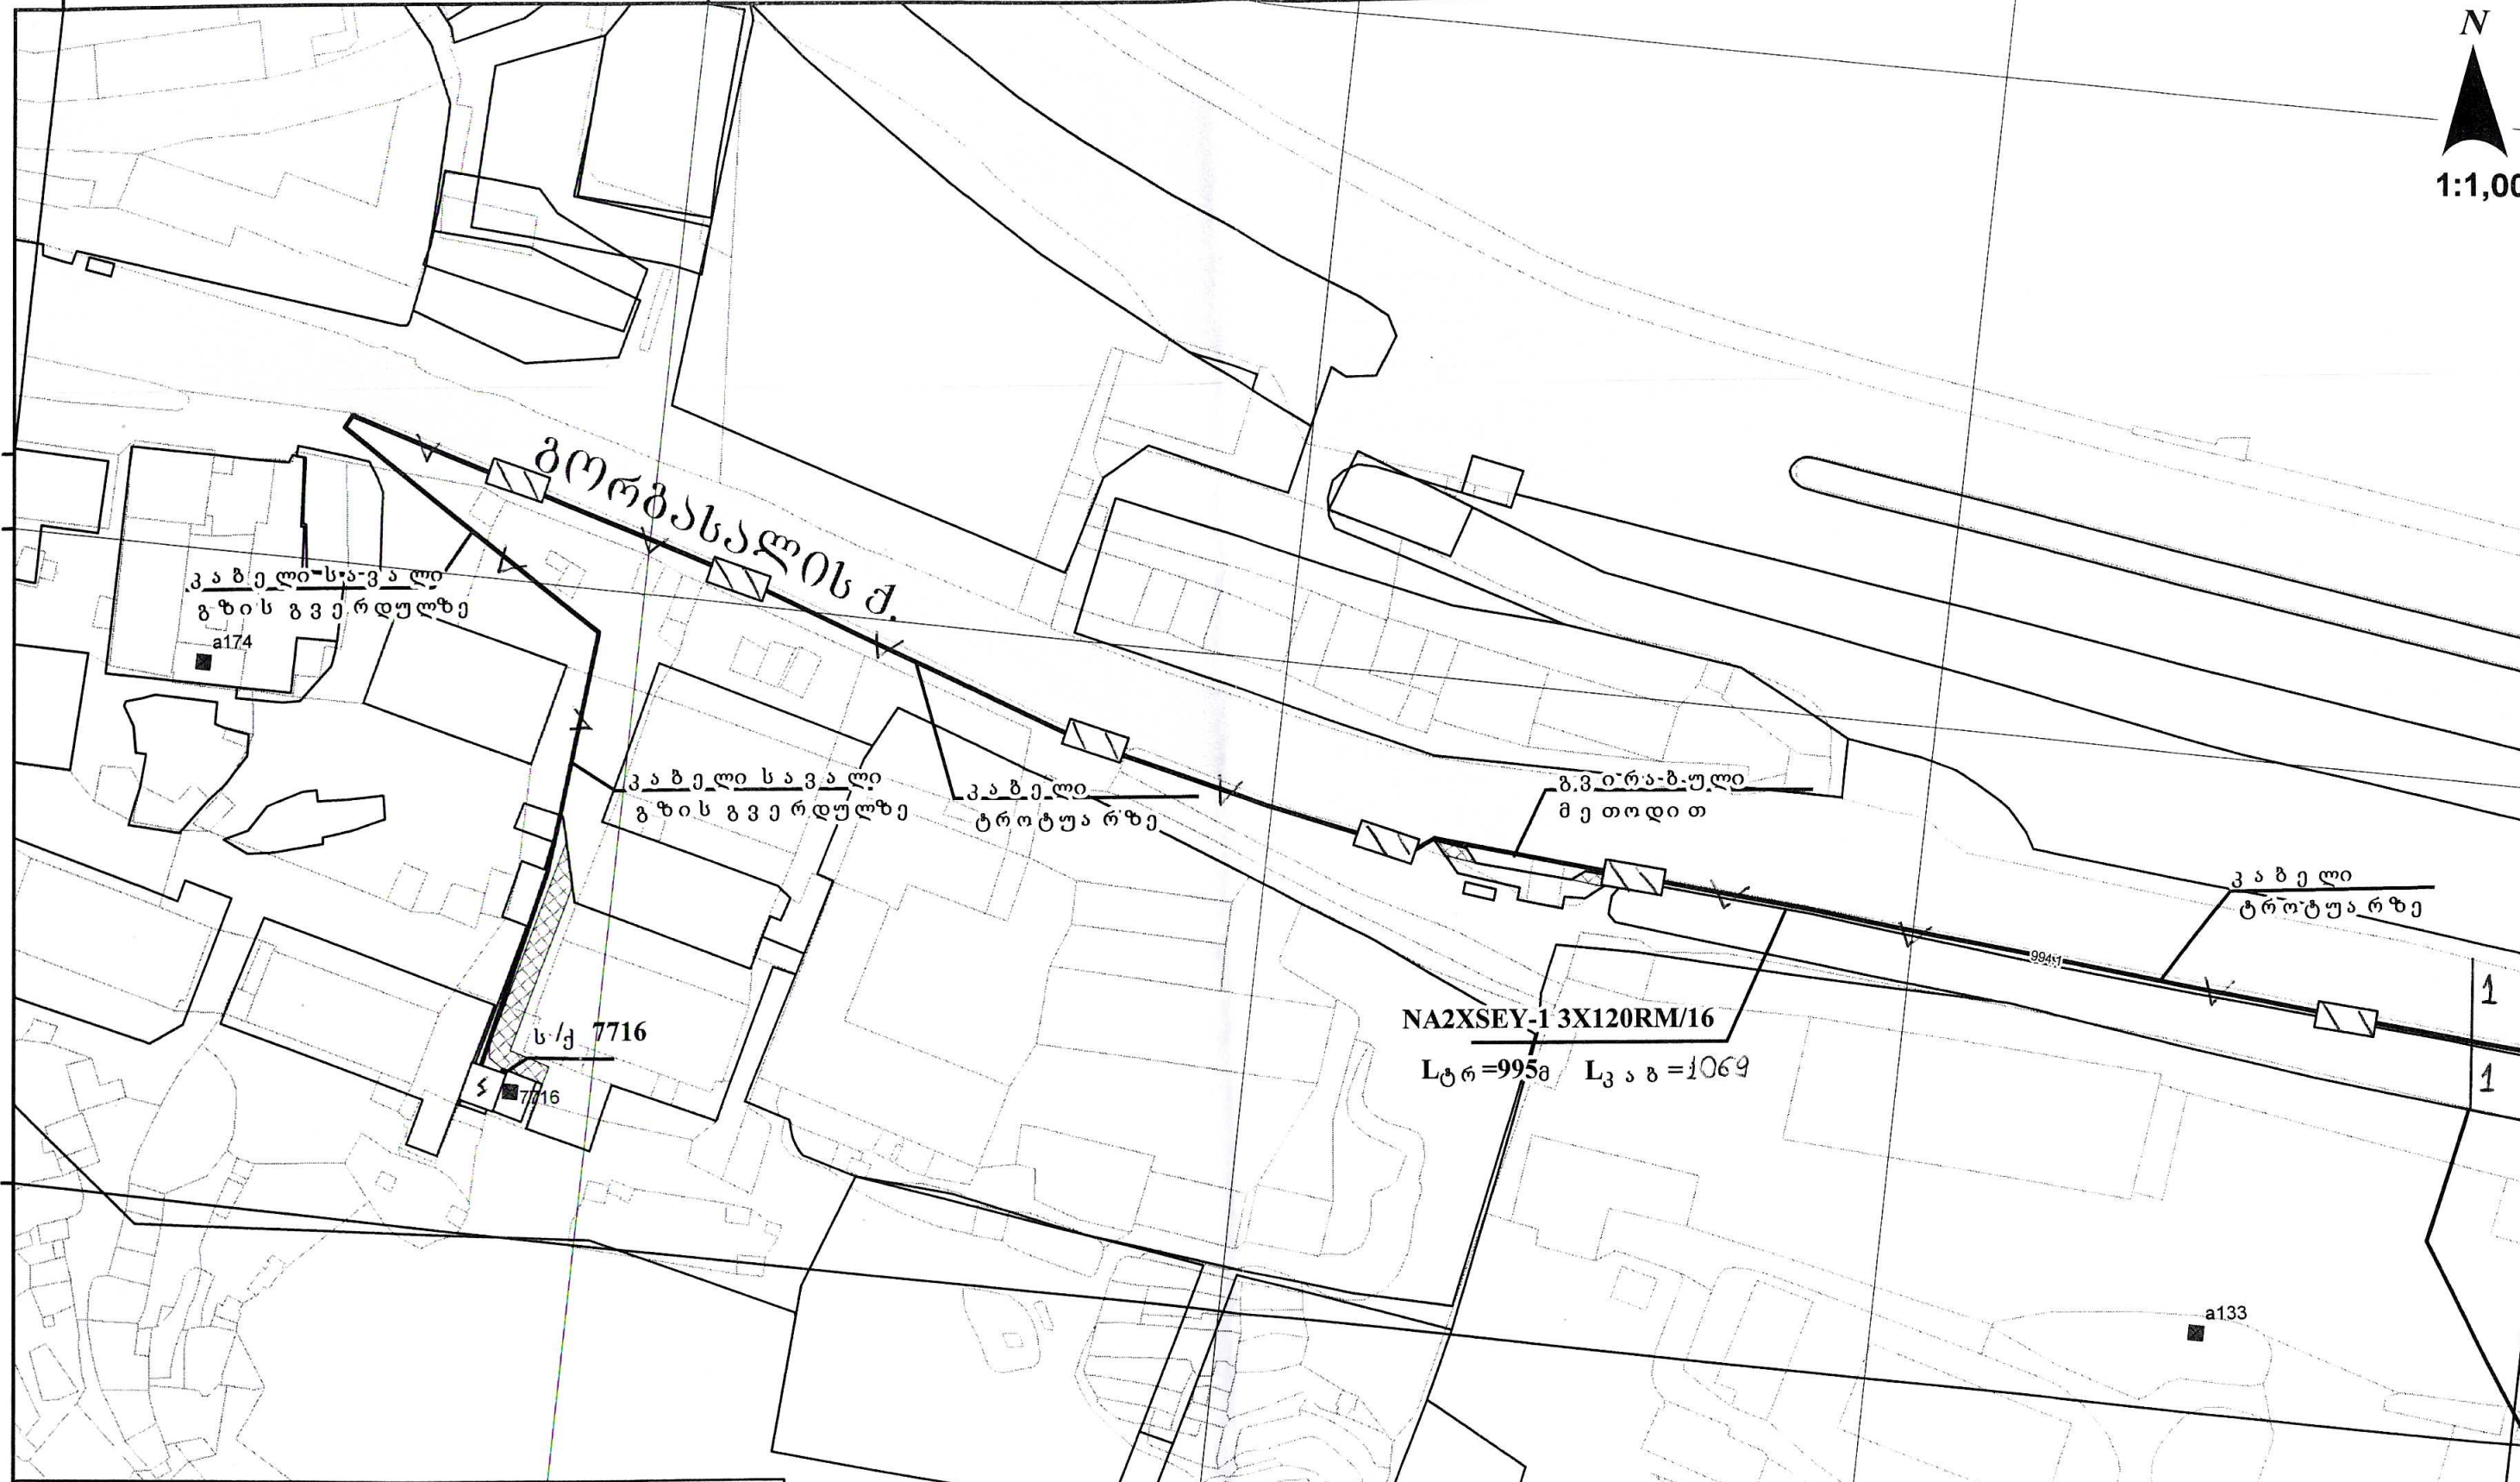 N
1:1,00
გორგასალის ქ.
კაბელი სავალი
გზის გვერდულზე
a174
კაბელი სავალი
გზის გვერდულზე
კაბელი
ტროტუარზე
გვირაბული
მეთოდით
კაბელი
ტროტუარზე
1
1
NA2XSEY-1 3X120RM/16
Lტრ=995მ Lკაბ=1069
ს/ქ 7716
7716
a133